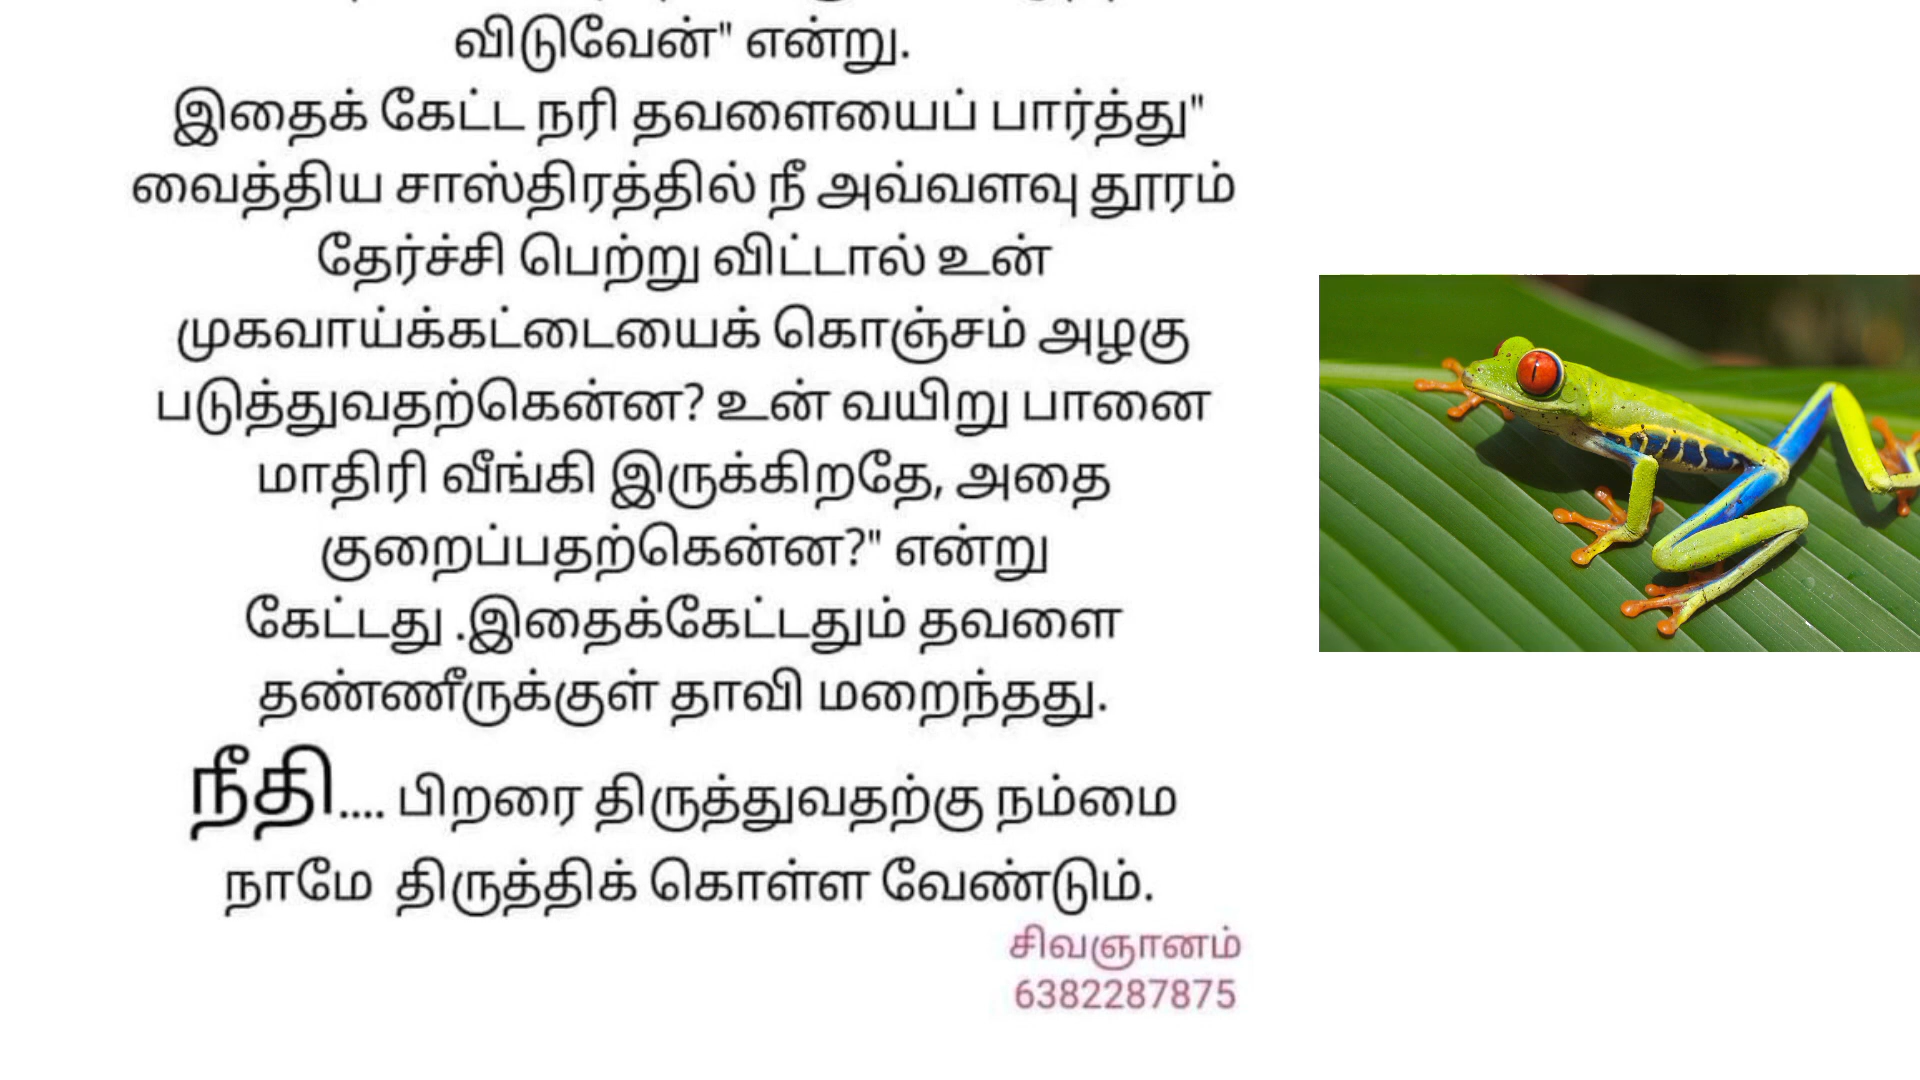 விடுவேன்" என்று.
இதைக் கேட்ட நரி தவளையைப் பார்த்து"
வைத்திய சாஸ்திரத்தில் நீ அவ்வளவு தூரம்
தேர்ச்சி பெற்று விட்டால் உன்
முகவாய்க்கட்டையைக் கொஞ்சம் அழகு
படுத்துவதற்கென்ன? உன் வயிறு பானை
மாதிரி வீங்கி இருக்கிறதே, அதை
குறைப்பதற்கென்ன?" என்று
கேட்டது .இதைக்கேட்டதும் தவளை
தண்ணீருக்குள் தாவி மறைந்தது.
நீதி.... பிறரை திருத்துவதற்கு நம்மை
நாமே திருத்திக் கொள்ள வேண்டும்.
சிவஞானம்
6382287875